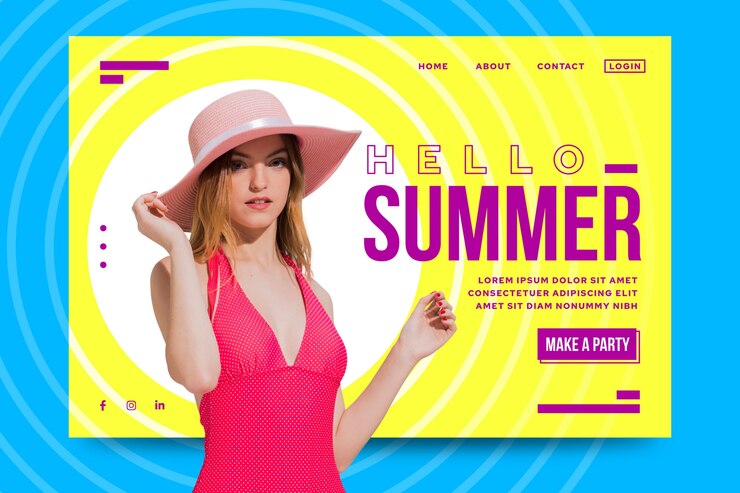 HOME ABOUT CONTACT LOGIN
HELLO
SUMMER
LOREM IPSUM DOLOR SIT AMET
CONSECTETUER ADIPISCING ELIT
AMET SIT DIAM NONUMMY NIBH
MAKE A PARTY
f in